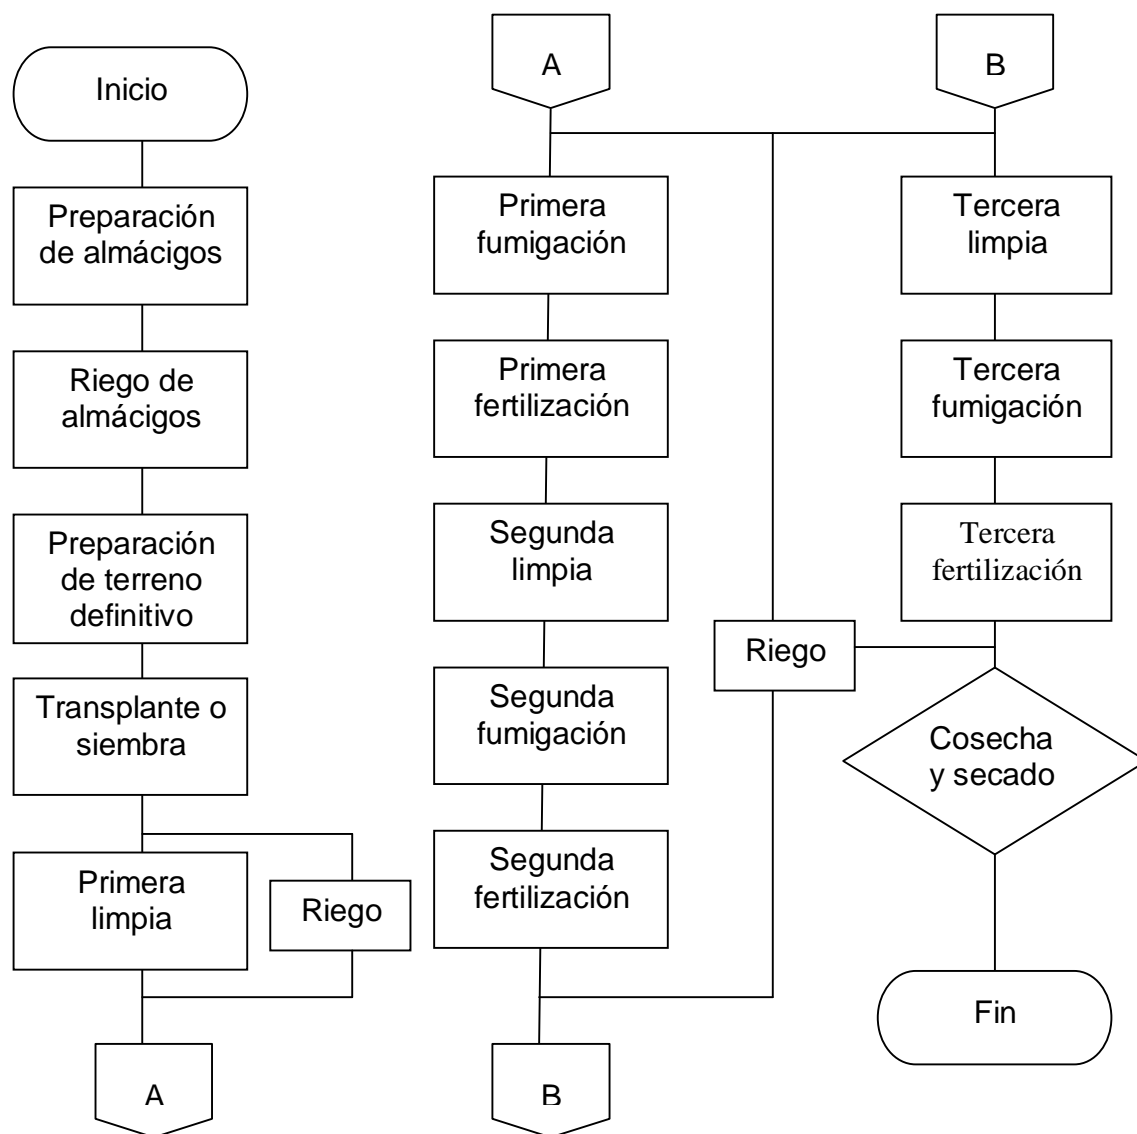 Inicio
Preparación
de almácigos
Riego de
almácigos
Preparación
de terreno
definitivo
Transplante o
siembra
Primera
limpia
Riego
A
A
Primera
fumigación
Primera
fertilización
Segunda
limpia
Segunda
fumigación
Segunda
fertilización
Riego
B
B
Tercera
limpia
Tercera
fumigación
Tercera
fertilización
Cosecha
y secado
Fin